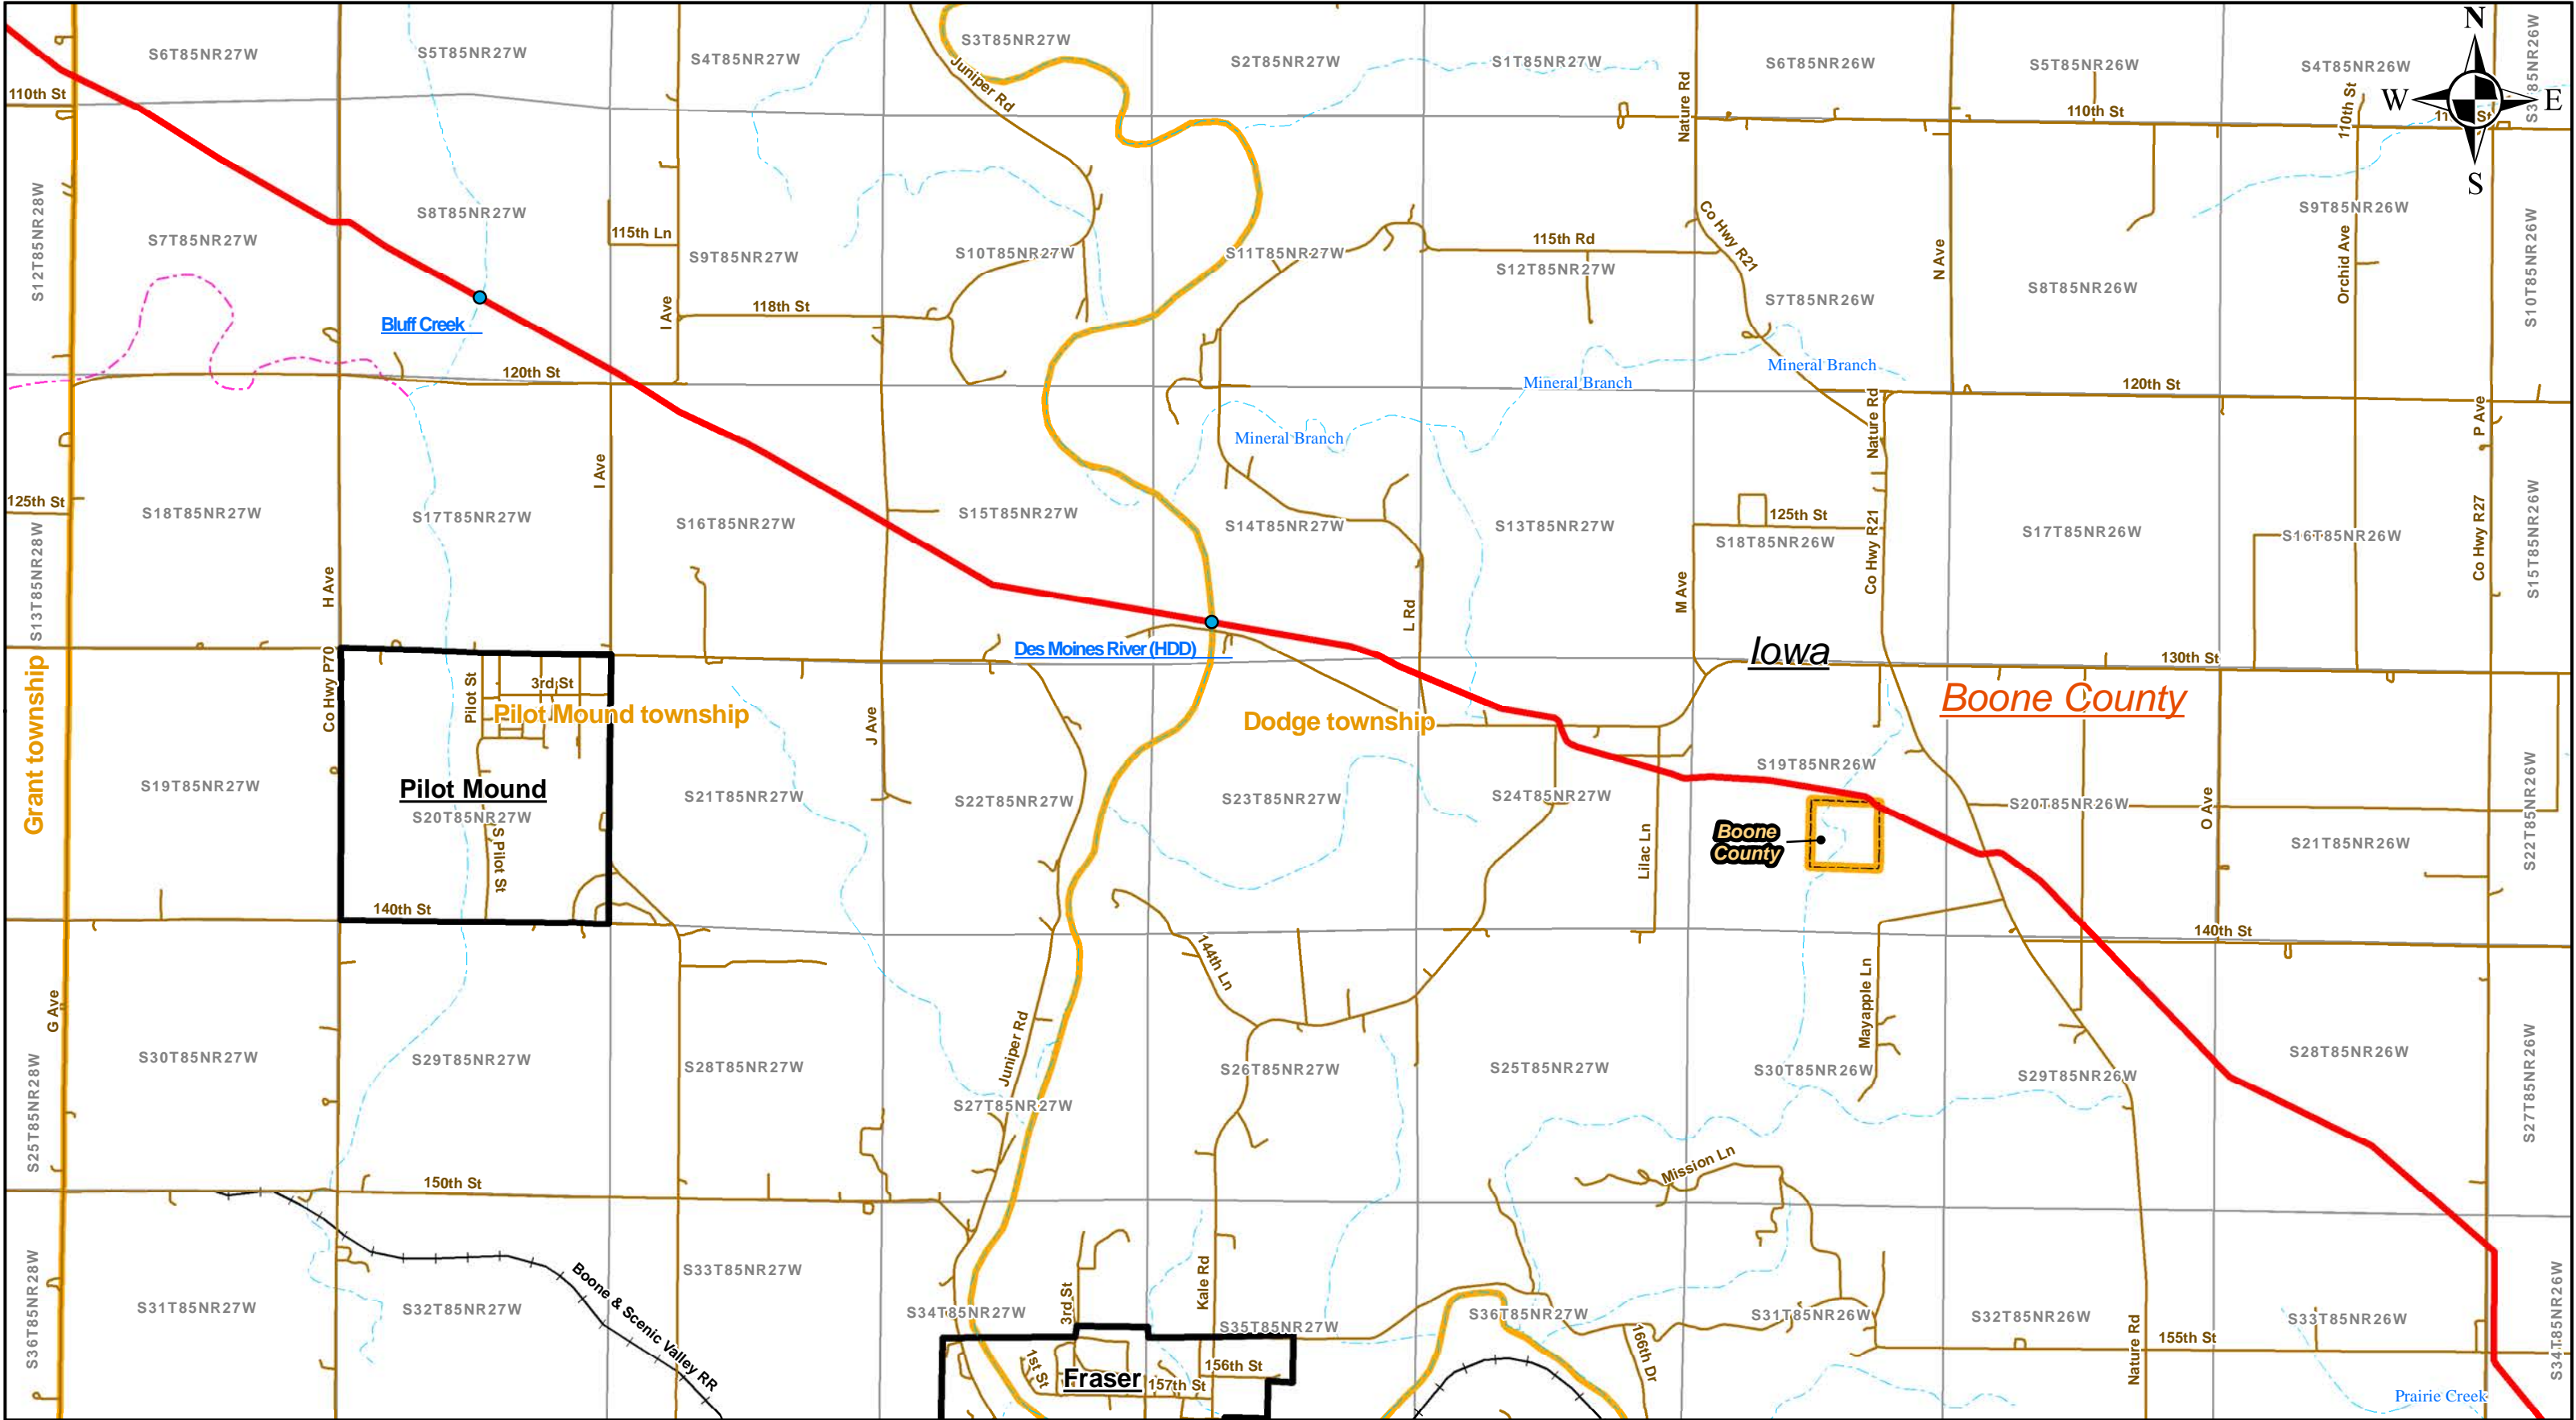 N
S6T85NR27W
S5T85NR27W
S4T85NR27W
S3T85NR27W
S2T85NR27W
S1T85NR27W
S6T85NR26W
S5T85NR26W
S4T85NR26W
W
E
S
110th St
Juniper Rd
Nature Rd
110th St
110th St
S12T85NR28W
S7T85NR27W
S8T85NR27W
115th Ln
S9T85NR27W
S10T85NR27W
S11T85NR27W
115th Rd
S12T85NR27W
Co Hwy R21
S7T85NR26W
N Ave
S8T85NR26W
S9T85NR26W
Orchid Ave
S10T85NR26W
Bluff Creek
I Ave
118th St
120th St
Mineral Branch
Mineral Branch
Mineral Branch
120th St
Nature Rd
P Ave
125th St
S18T85NR27W
S17T85NR27W
I Ave
S16T85NR27W
S15T85NR27W
S14T85NR27W
S13T85NR27W
125th St
S18T85NR26W
Co Hwy R21
S17T85NR26W
S16T85NR26W
Co Hwy R27
S15T85NR26W
S13T85NR28W
H Ave
L Rd
M Ave
Des Moines River (HDD)
Iowa
130th St
Boone County
Grant township
Co Hwy P70
Pilot St
3rd St
Pilot Mound township
J Ave
Dodge township
S19T85NR27W
Pilot Mound
S20T85NR27W
S Pilot St
S21T85NR27W
S22T85NR27W
S23T85NR27W
S24T85NR27W
Lilac Ln
S19T85NR26W
Boone
County
S20T85NR26W
O Ave
S21T85NR26W
S22T85NR26W
140th St
144th Ln
140th St
G Ave
Mayapple Ln
Juniper Rd
S25T85NR28W
S30T85NR27W
S29T85NR27W
S28T85NR27W
S27T85NR27W
S26T85NR27W
S25T85NR27W
S30T85NR26W
S29T85NR26W
S28T85NR26W
S27T85NR26W
150th St
Mission Ln
S36T85NR28W
S31T85NR27W
S32T85NR27W
Boone & Scenic Valley RR
S33T85NR27W
S34T85NR27W
3rd St
Kale Rd
S35T85NR27W
S36T85NR27W
S31T85NR26W
S32T85NR26W
Nature Rd
155th St
S33T85NR26W
S34T85NR26W
1st St
Fraser
156th St
157th St
166th Dr
Prairie Creek